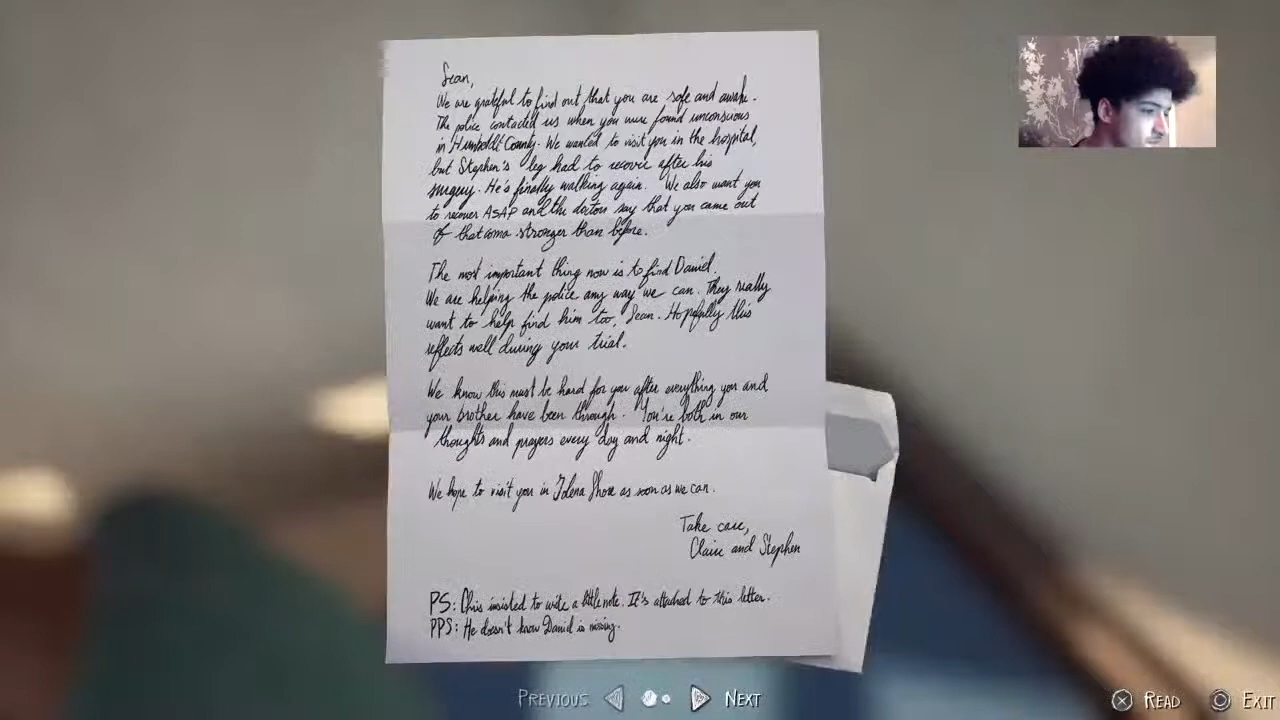 Sean,
We are grateful to find out that you are safe and awake.
The police contacted us when you were found unconscious
in Humboldt County. We wanted to visit you in the hospital,
but Stephen's leg had to recover after his
surgery. He's finally walking again. We also want you
to recover ASAP and the doctors say that you came out
of that coma stronger than before.
The most important thing now is to find Daniel.
We are helping the police any way we can. They really
want to help find him too, Sean. Hopefully this
reflects well during your trial.
We know this must be hard for you after everything you and
your brother have been through. You're both in our
thoughts and prayers every day and night.
We hope to visit you in Shore as soon as we can.
Take care,
Claire and Stephen
PS: Chris insisted to write a little note. It's attached to this letter.
PPS: He doesn't know Daniel is missing.
PREVIOUS NEXT
READ EXIT